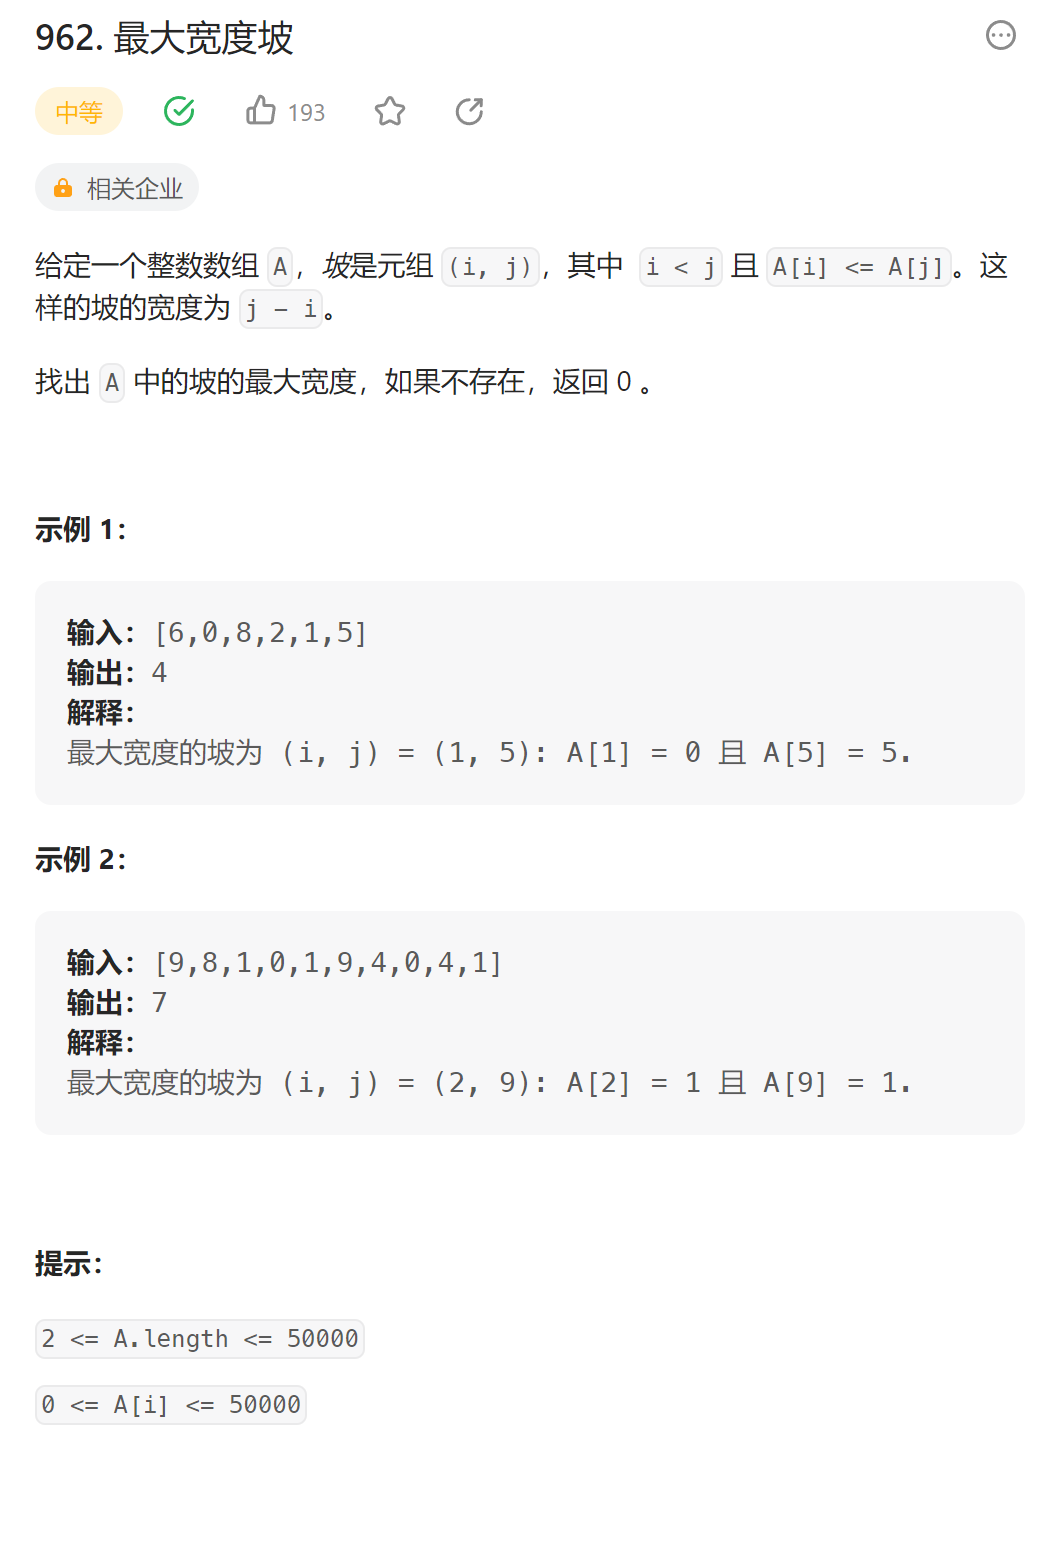 962. 最大宽度坡
中等
193
相关企业
给定一个整数数组 A，坡是元组 (i, j)，其中 i < j 且 A[i] <= A[j]。这
样的坡的宽度为 j - i。
找出 A 中的坡的最大宽度，如果不存在，返回 0 。
示例 1：
输入：[6,0,8,2,1,5]
输出：4
解释：
最大宽度的坡为 (i, j) = (1, 5): A[1] = 0 且 A[5] = 5.
示例 2：
输入：[9,8,1,0,1,9,4,0,4,1]
输出：7
解释：
最大宽度的坡为 (i, j) = (2, 9): A[2] = 1 且 A[9] = 1.
提示：
2 <= A.length <= 50000
0 <= A[i] <= 50000